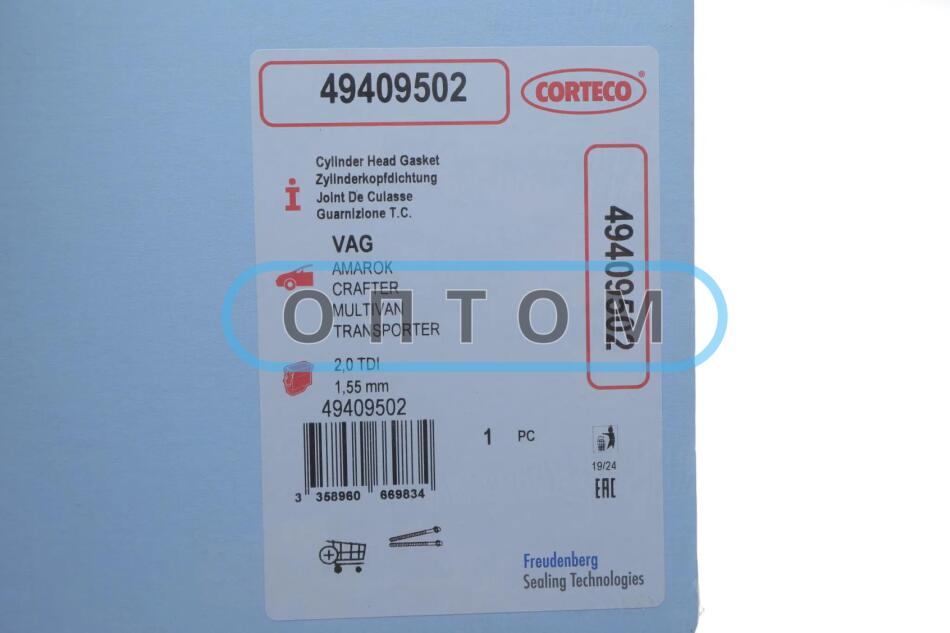 49409502
CORTECO®
Cylinder Head Gasket
Zylinderkopfdichtung
Joint De Culasse
Guarnizione T.C.
VAG
AMAROK
CRAFTER
MULTIVAN
TRANSPORTER
2,0 TDI
1,55 mm
49409502
3 358960 669834
49409502
1 PC
19/24
EAC
Freudenberg
Sealing Technologies
ОПТОМ